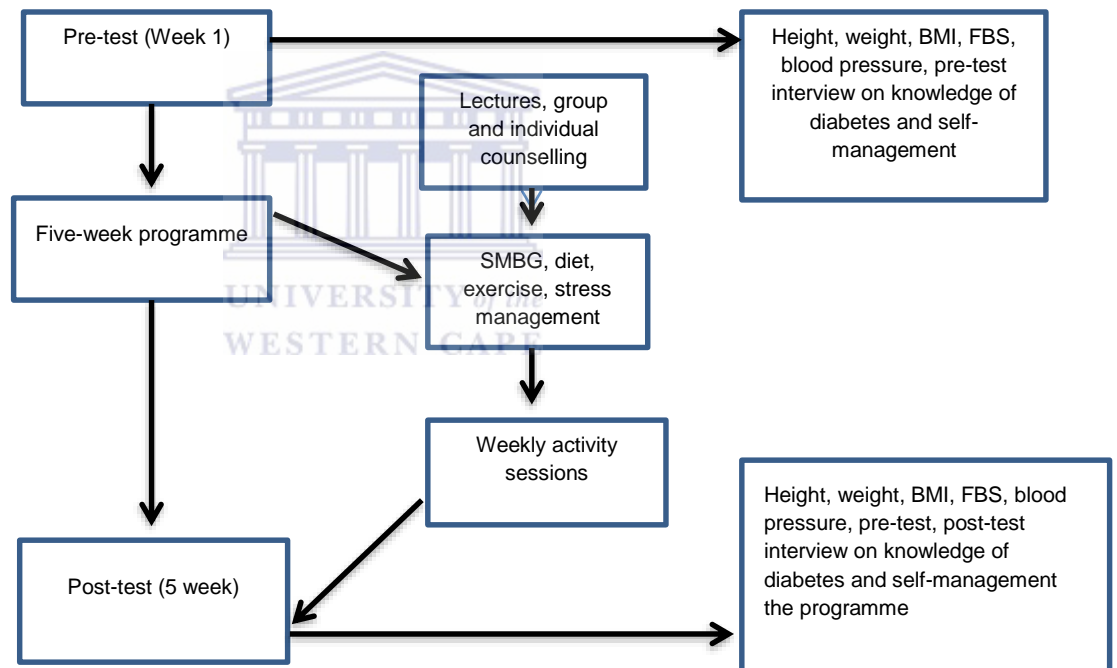 Pre-test (Week 1)
Height, weight, BMI, FBS,
blood pressure, pre-test
interview on knowledge of
diabetes and self-
management
Lectures, group
and individual
counselling
Five-week programme
SMBG, diet,
exercise, stress
management
UNIVERSITY of the
WESTERN CAPE
Weekly activity
sessions
Height, weight, BMI, FBS, blood
pressure, pre-test, post-test
interview on knowledge of
diabetes and self-management
the programme
Post-test (5 week)